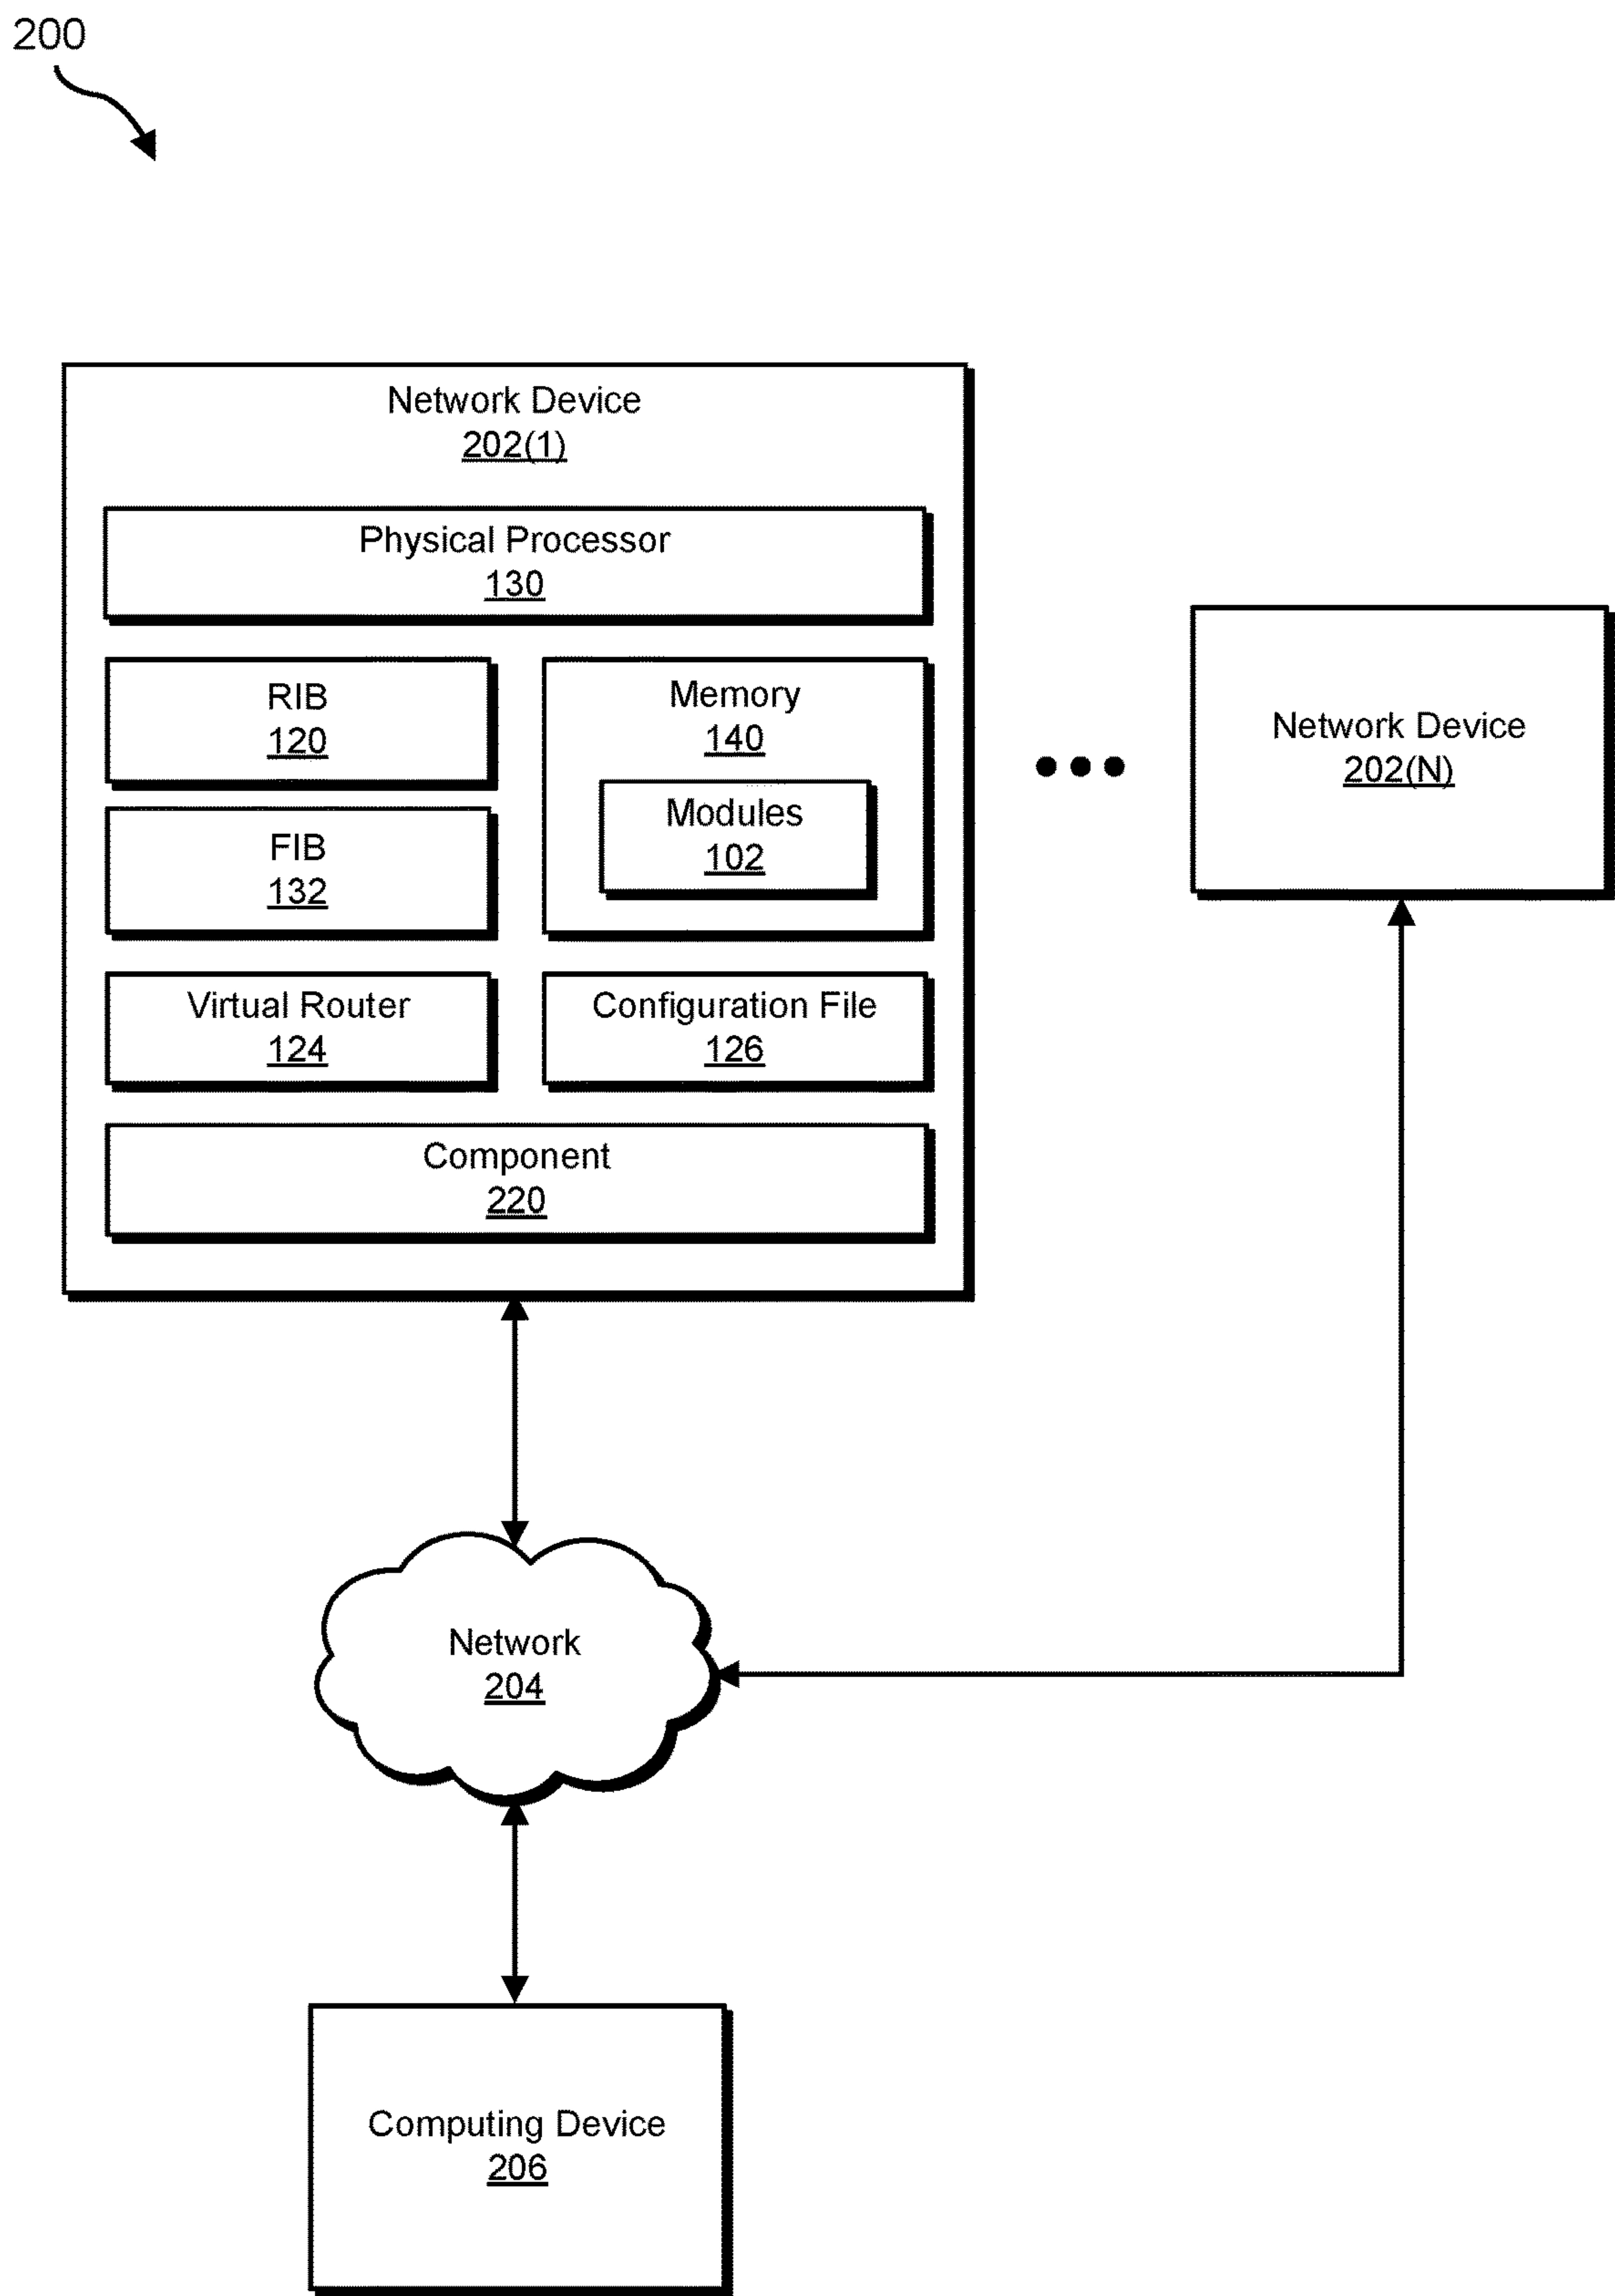 200
Network Device
202(1)
Physical Processor
130
RIB
120
Memory
140
Modules
102
FIB
132
Virtual Router
124
Configuration File
126
Component
220
Network Device
202(N)
Network
204
Computing Device
206